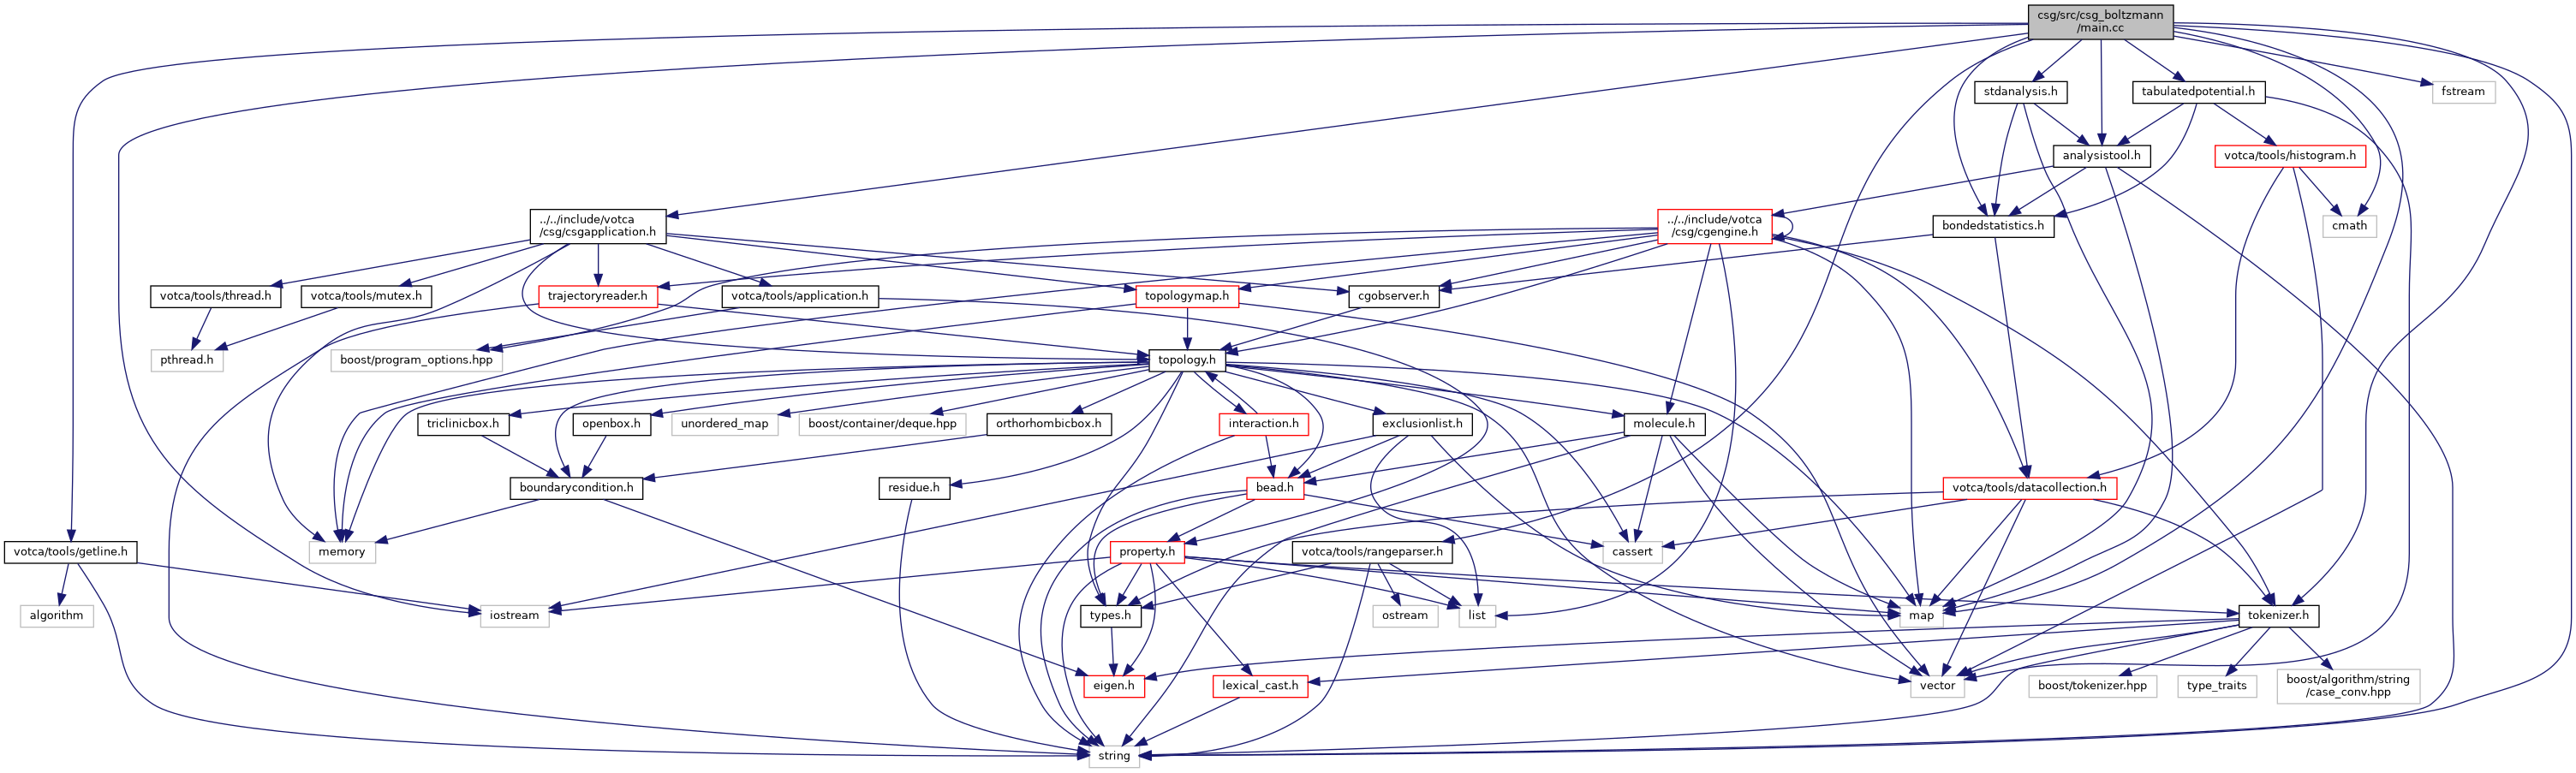 csg/src/csg_boltzmann
/main.cc
stdanalysis.h
tabulatedpotential.h
fstream
analysistool.h
votca/tools/histogram.h
../../include/votca
/csg/csgapplication.h
../../include/votca
/csg/cgengine.h
bondedstatistics.h
cmath
votca/tools/thread.h
votca/tools/mutex.h
trajectoryreader.h
votca/tools/application.h
topologymap.h
cgobserver.h
pthread.h
boost/program_options.hpp
topology.h
triclinicbox.h
openbox.h
unordered_map
boost/container/deque.hpp
orthorhombicbox.h
interaction.h
exclusionlist.h
molecule.h
boundarycondition.h
residue.h
bead.h
votca/tools/datacollection.h
votca/tools/getline.h
memory
property.h
votca/tools/rangeparser.h
cassert
algorithm
iostream
types.h
ostream
list
map
tokenizer.h
eigen.h
lexical_cast.h
vector
boost/tokenizer.hpp
type_traits
boost/algorithm/string
/case_conv.hpp
string